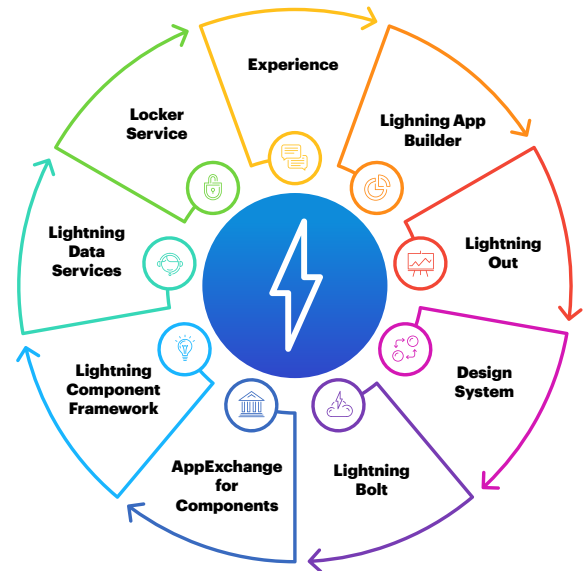 Experience
Lighning App
Builder
Lightning
Out
Design
System
Lightning
Bolt
AppExchange
for
Components
Lightning
Component
Framework
Lightning
Data
Services
Locker
Service